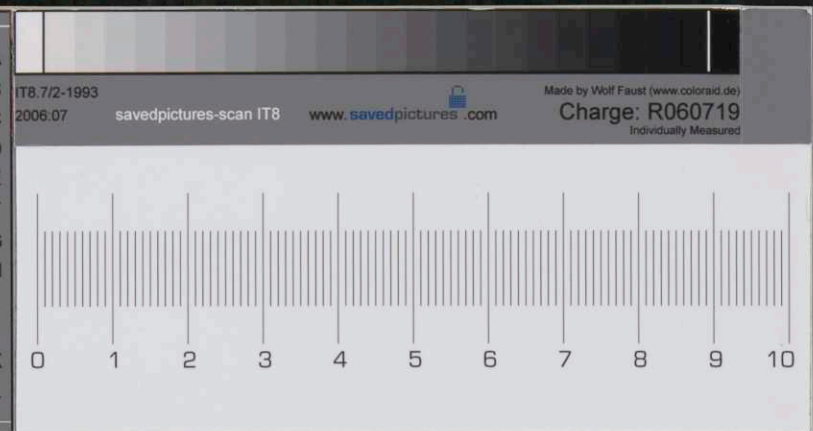 IT8.7/2-1993
2006:07
savedpictures-scan IT8
www.savedpictures.com
Made by Wolf Faust (www.coloraid.de)
Charge: R060719
Individually Measured
0 1 2 3 4 5 6 7 8 9 10